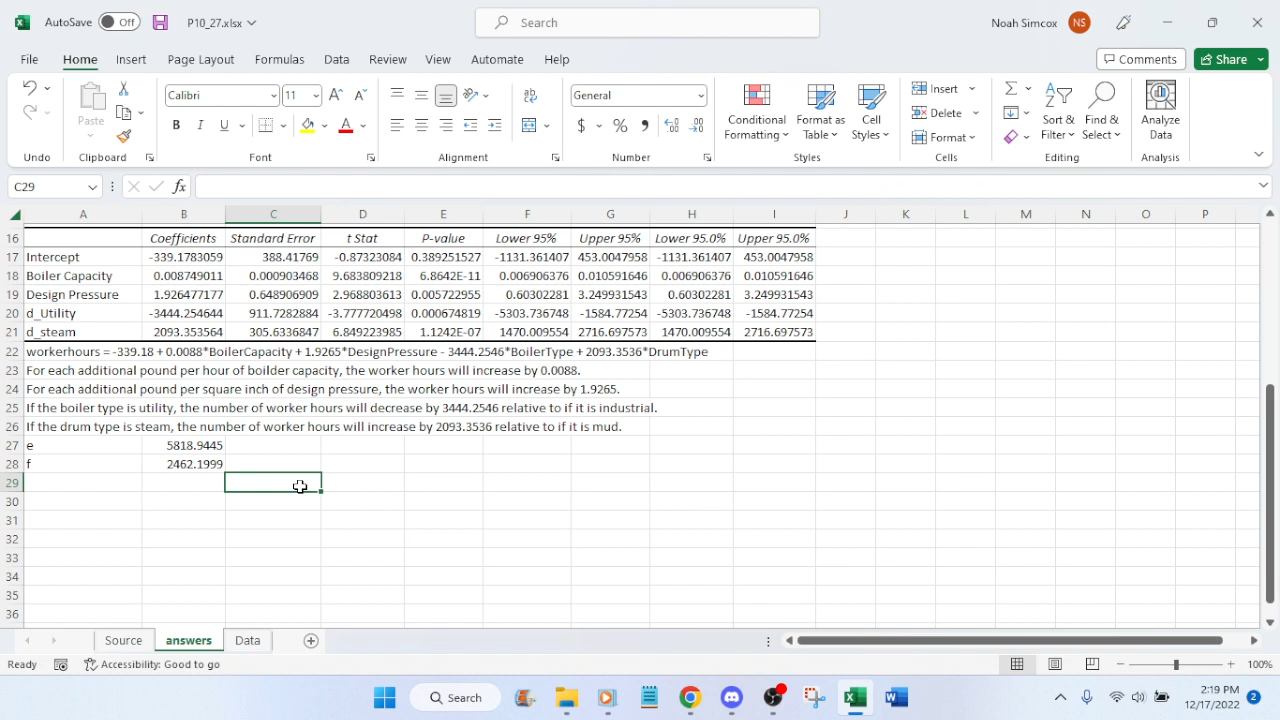 AutoSave Off P10_27.xlsx Search Noah Simcox NS
File Home Insert Page Layout Formulas Data Review View Automate Help Comments Share
Calibri 11 General Insert Delete Format
Paste $ % , Conditional Formatting Format as Table Cell Styles Sort & Filter Find & Select Analyze Data
Undo Clipboard Font Alignment Number Styles Cells Editing Analysis
C29 fx
A B C D E F G H I J K L M N O P
16 Coefficients Standard Error t Stat P-value Lower 95% Upper 95% Lower 95.0% Upper 95.0%
17 Intercept -339.1783059 388.41769 -0.87323084 0.389251527 -1131.361407 453.0047958 -1131.361407 453.0047958
18 Boiler Capacity 0.008749011 0.000903468 9.683809218 6.8642E-11 0.006906376 0.010591646 0.006906376 0.010591646
19 Design Pressure 1.926477177 0.648906909 2.968803613 0.005722955 0.60302281 3.249931543 0.60302281 3.249931543
20 d_Utility -3444.254644 911.7282884 -3.777720498 0.000674819 -5303.736747 -1584.77254 -5303.736747 -1584.77254
21 d_steam 2093.353564 305.6336847 6.849223985 1.1242E-07 1470.009554 2716.697573 1470.009554 2716.697573
22 workerhours = -339.18 + 0.0088*BoilerCapacity + 1.9265*DesignPressure - 3444.2546*BoilerType + 2093.3536*DrumType
23 For each additional pound per hour of boilder capacity, the worker hours will increase by 0.0088.
24 For each additional pound per square inch of design pressure, the worker hours will increase by 1.9265.
25 If the boiler type is utility, the number of worker hours will decrease by 3444.2546 relative to if it is industrial.
26 If the drum type is steam, the number of worker hours will increase by 2093.3536 relative to if it is mud.
27 e 5818.9445
28 f 2462.1999
29
30
31
32
33
34
35
36
Source answers Data
Ready Accessibility: Good to go 100%
Search 2:19 PM
12/17/2022 2